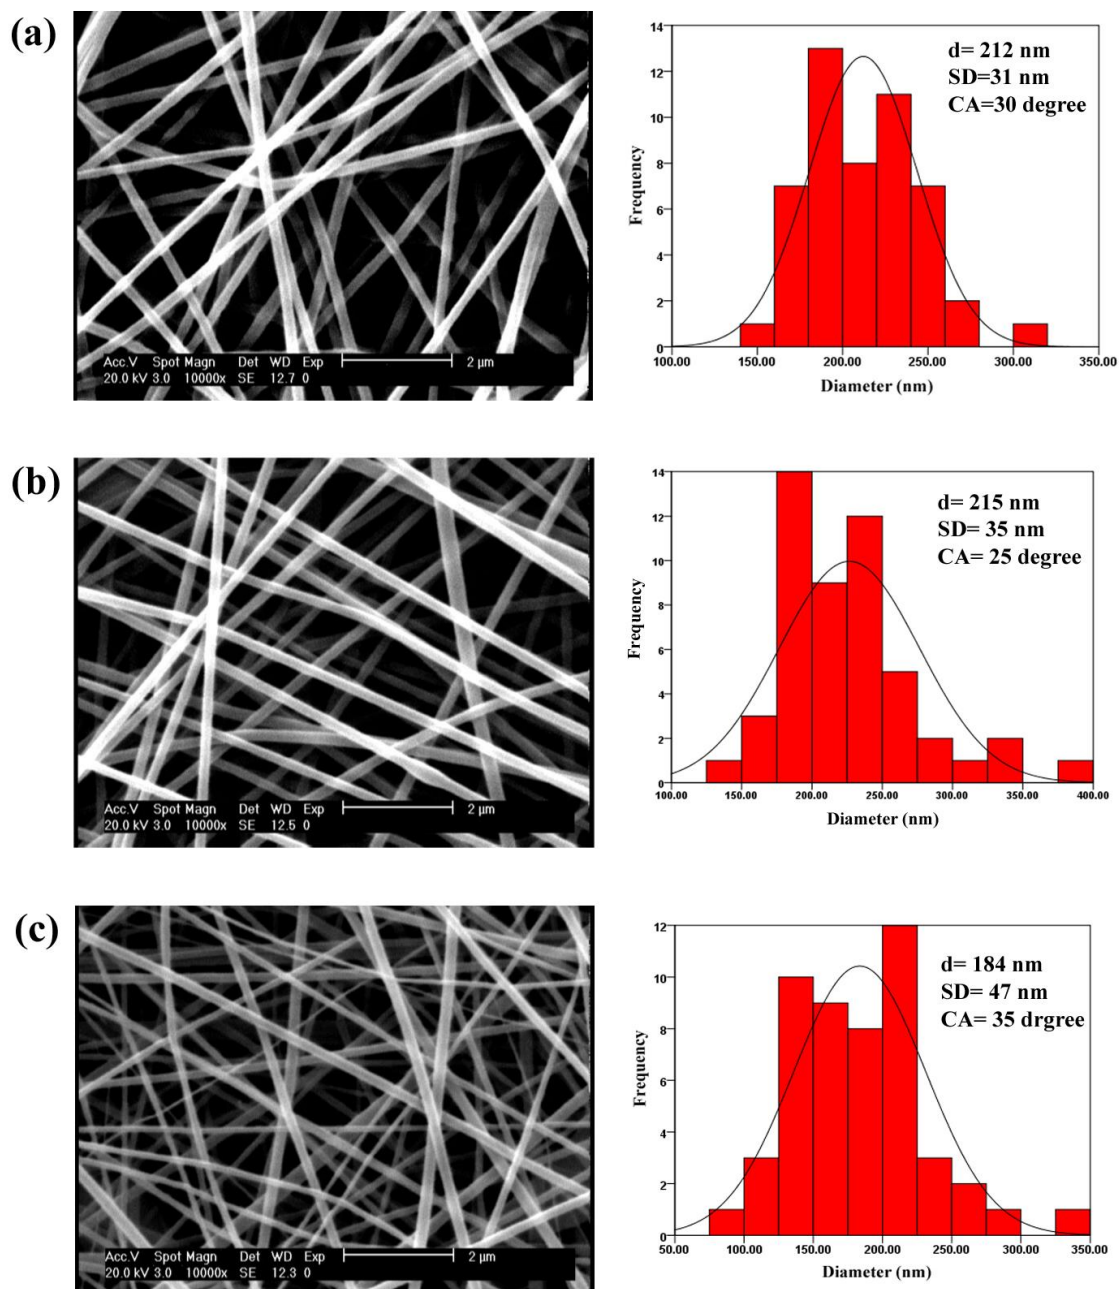 (a)
Acc.V Spot Magn Det WD Exp
20.0 kV 3.0 10000x SE 12.7 0
2 µm
14
12
10
8
6
4
2
0
Frequency
d= 212 nm
SD=31 nm
CA=30 degree
100.00 150.00 200.00 250.00 300.00 350.00
Diameter (nm)
(b)
Acc.V Spot Magn Det WD Exp
20.0 kV 3.0 10000x SE 12.5 0
2 µm
14
12
10
8
6
4
2
0
Frequency
d= 215 nm
SD= 35 nm
CA= 25 degree
100.00 150.00 200.00 250.00 300.00 350.00 400.00
Diameter (nm)
(c)
Acc.V Spot Magn Det WD Exp
20.0 kV 3.0 10000x SE 12.3 0
2 µm
12
10
8
6
4
2
0
Frequency
d= 184 nm
SD= 47 nm
CA= 35 drgree
50.00 100.00 150.00 200.00 250.00 300.00 350.00
Diameter (nm)